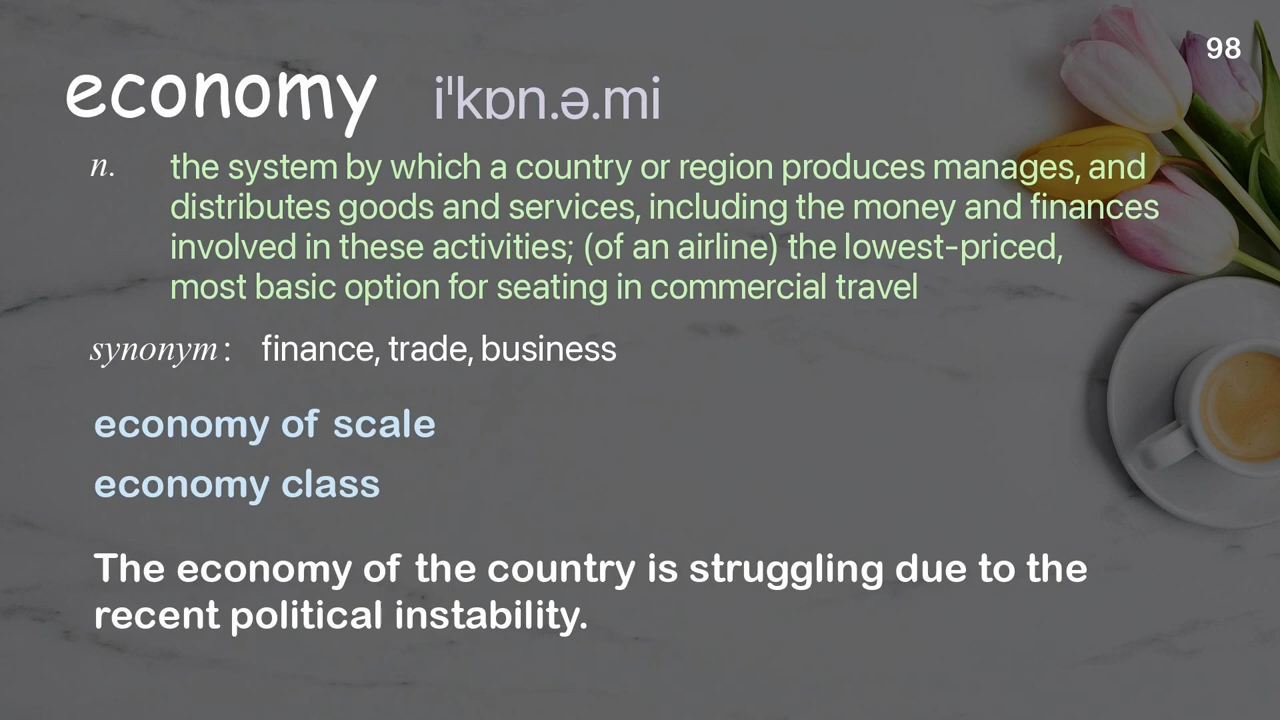 98
economy iˈkɒn.ə.mi
n. the system by which a country or region produces manages, and
distributes goods and services, including the money and finances
involved in these activities; (of an airline) the lowest-priced,
most basic option for seating in commercial travel
synonym: finance, trade, business
economy of scale
economy class
The economy of the country is struggling due to the
recent political instability.